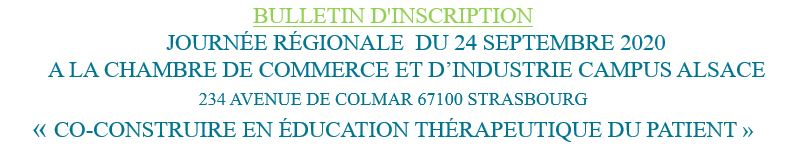 BULLETIN D'INSCRIPTION
JOURNÉE RÉGIONALE DU 24 SEPTEMBRE 2020
A LA CHAMBRE DE COMMERCE ET D’INDUSTRIE CAMPUS ALSACE
234 AVENUE DE COLMAR 67100 STRASBOURG
« CO-CONSTRUIRE EN ÉDUCATION THÉRAPEUTIQUE DU PATIENT »